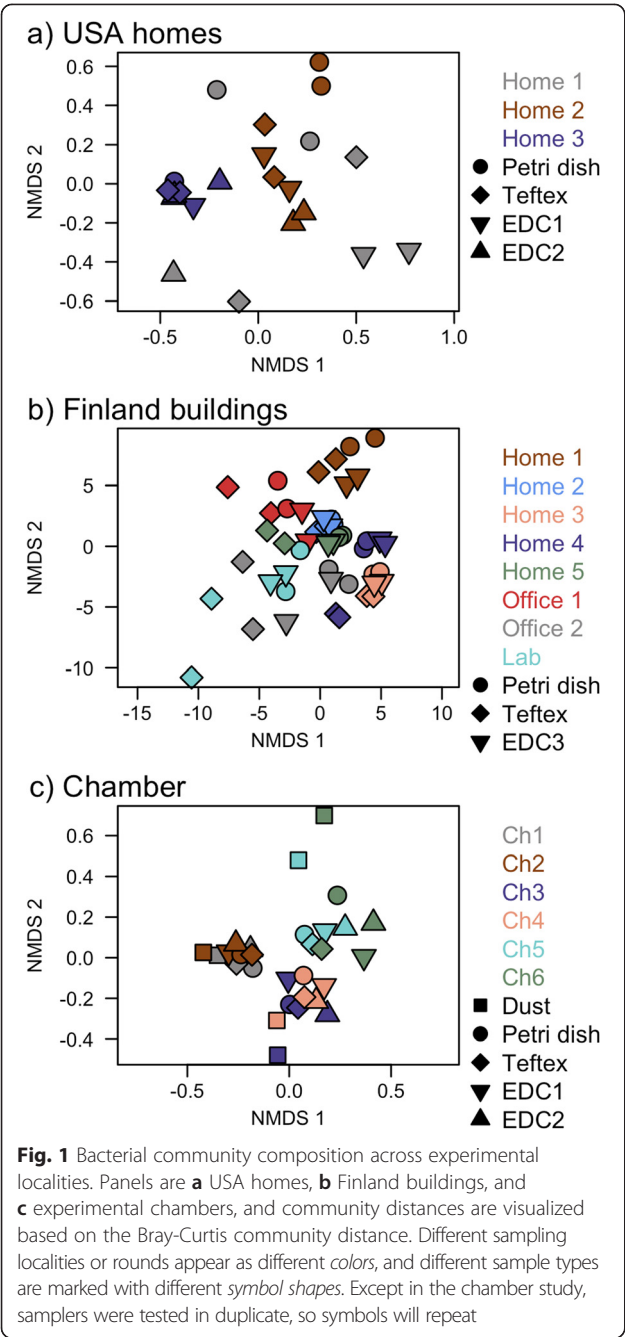 a) USA homes
0.6
0.4
0.2
0.0
-0.2
-0.4
-0.6
NMDS 2
-0.5
0.0
0.5
1.0
NMDS 1
Home 1
Home 2
Home 3
Petri dish
Teftex
EDC1
EDC2
b) Finland buildings
5
0
-5
-10
NMDS 2
-15
-10
-5
0
5
10
NMDS 1
Home 1
Home 2
Home 3
Home 4
Home 5
Office 1
Office 2
Lab
Petri dish
Teftex
EDC3
c) Chamber
0.6
0.4
0.2
0.0
-0.2
-0.4
NMDS 2
-0.5
0.0
0.5
NMDS 1
Ch1
Ch2
Ch3
Ch4
Ch5
Ch6
Dust
Petri dish
Teftex
EDC1
EDC2
Fig. 1 Bacterial community composition across experimental
localities. Panels are a USA homes, b Finland buildings, and
c experimental chambers, and community distances are visualized
based on the Bray-Curtis community distance. Different sampling
localities or rounds appear as different colors, and different sample types
are marked with different symbol shapes. Except in the chamber study,
samplers were tested in duplicate, so symbols will repeat